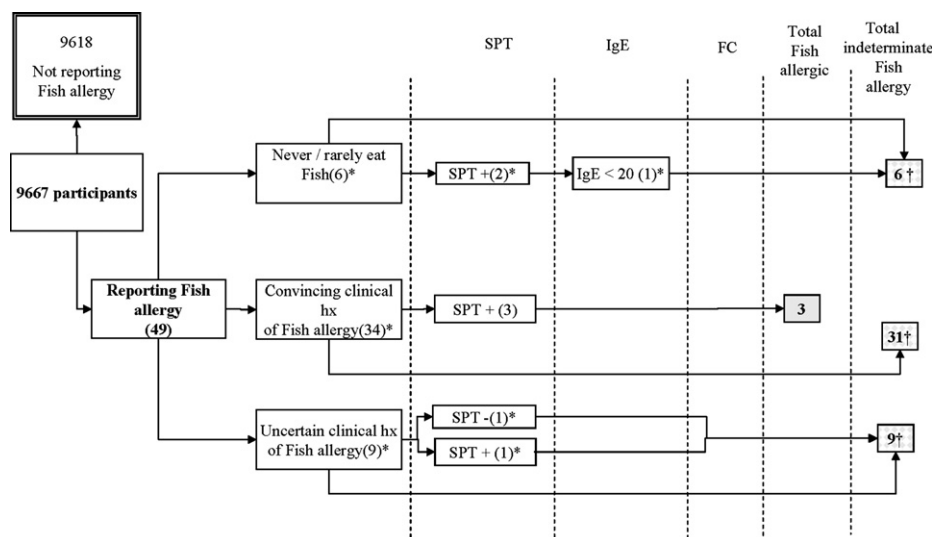 9618
Not reporting
Fish allergy
SPT
IgE
FC
Total
Fish
allergic
Total
indeterminate
Fish
allergy
9667 participants
Never / rarely eat
Fish(6)*
SPT +(2)*
IgE < 20 (1)*
6 †
Reporting Fish
allergy
(49)
Convincing clinical
hx
of Fish allergy(34)*
SPT + (3)
3
31†
Uncertain clinical hx
of Fish allergy(9)*
SPT -(1)*
SPT + (1)*
9†